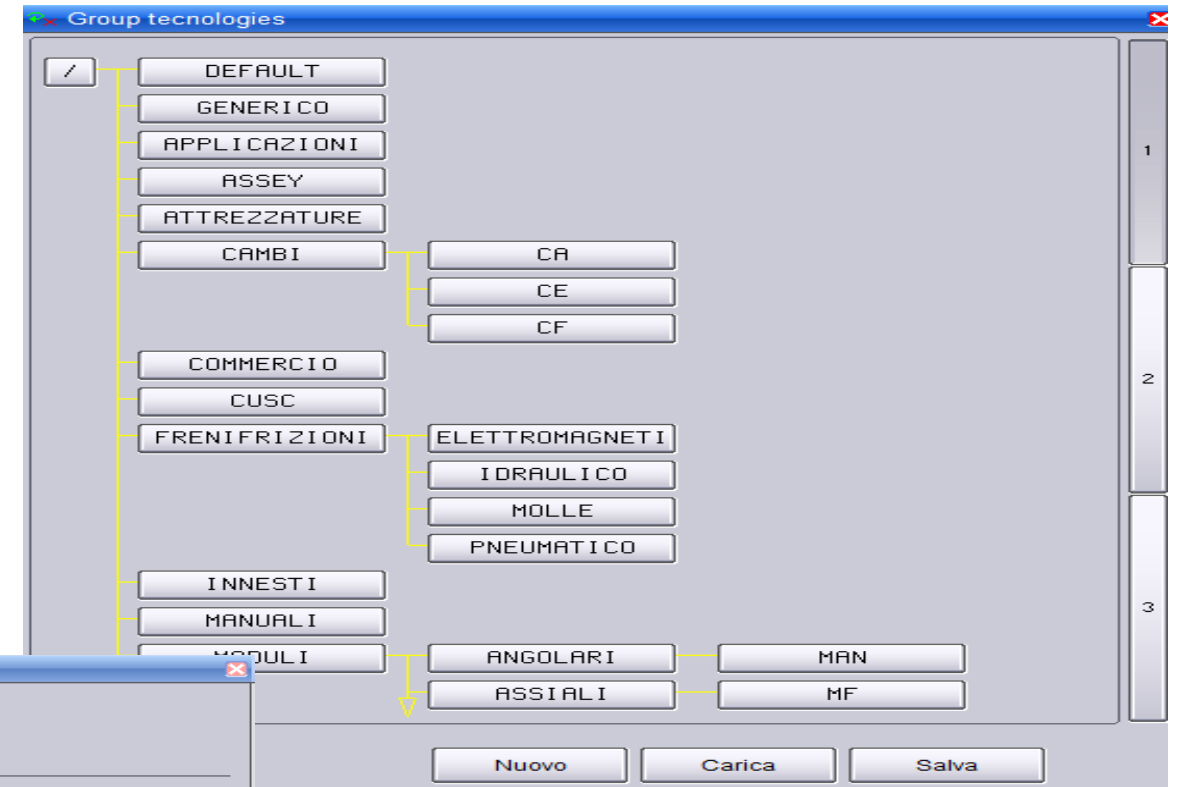 Group tecnologies
/ DEFAULT
GENERICO
APPLICAZIONI
1
ASSEY
ATTREZZATURE
CAMBI CA
CE
CF
COMMERCIO
2
CUSC
FRENIFRIZIONI ELETTROMAGNETI
IDRAULICO
MOLLE
PNEUMATICO
INNESTI
3
MANUALI
MODULI ANGOLARI MAN
ASSIALI MF
Nuovo Carica Salva